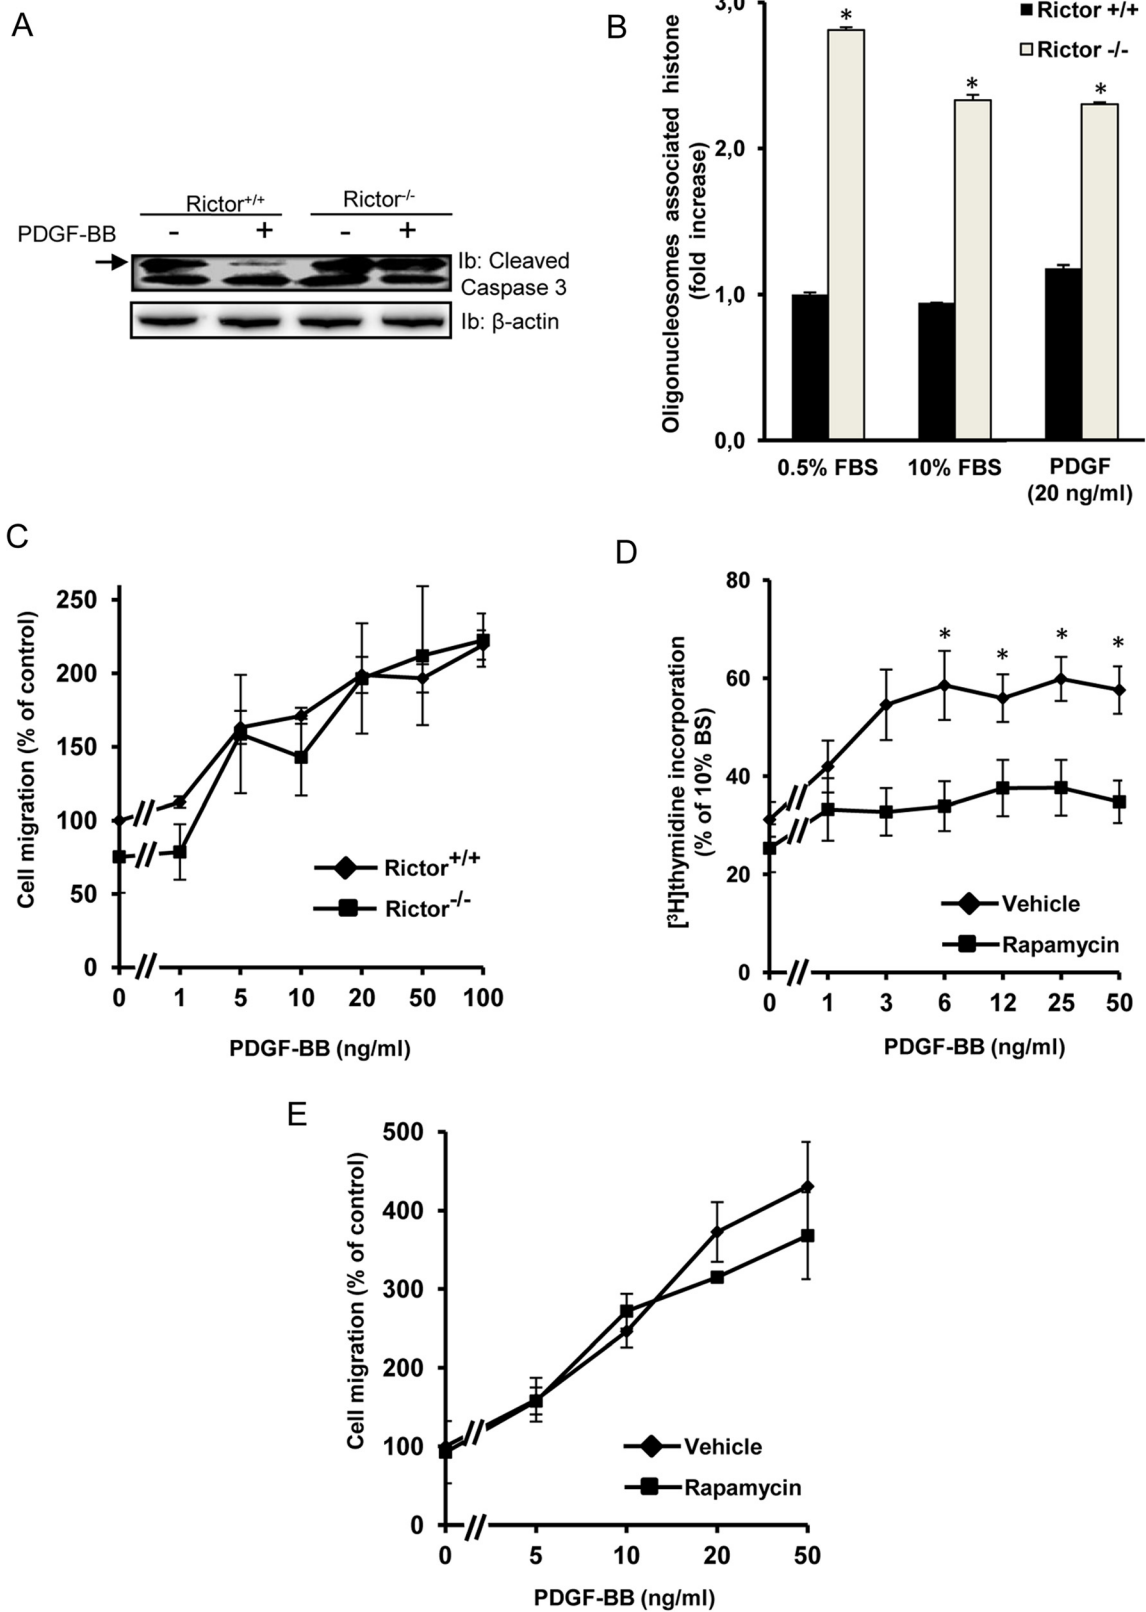 A
Rictor+/+ Rictor-/-
PDGF-BB - + - +
Ib: Cleaved
Caspase 3
Ib: β-actin
B
Oligonucleosomes associated histone
(fold increase)
3,0
2,0
1,0
0,0
Rictor +/+
Rictor -/-
* * *
0.5% FBS 10% FBS PDGF
(20 ng/ml)
C
Cell migration (% of control)
250
200
150
100
50
0
Rictor+/+
Rictor-/-
0 1 5 10 20 50 100
PDGF-BB (ng/ml)
D
[3H]thymidine incorporation
(% of 10% BS)
80
60
40
20
0
* * * *
Vehicle
Rapamycin
0 1 3 6 12 25 50
PDGF-BB (ng/ml)
E
Cell migration (% of control)
500
400
300
200
100
0
Vehicle
Rapamycin
0 5 10 20 50
PDGF-BB (ng/ml)